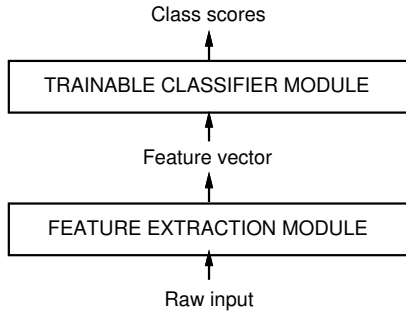 Class scores
TRAINABLE CLASSIFIER MODULE
Feature vector
FEATURE EXTRACTION MODULE
Raw input